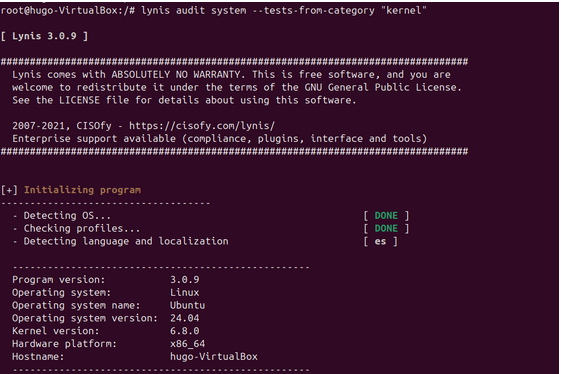 root@hugo-VirtualBox:/# lynis audit system --tests-from-category "kernel"
[ Lynis 3.0.9 ]
################################################################################
Lynis comes with ABSOLUTELY NO WARRANTY. This is free software, and you are
welcome to redistribute it under the terms of the GNU General Public License.
See the LICENSE file for details about using this software.
2007-2021, CISOfy - https://cisofy.com/lynis/
Enterprise support available (compliance, plugins, interface and tools)
################################################################################
[+] Initializing program
------------------------------------
- Detecting OS... [ DONE ]
- Checking profiles... [ DONE ]
- Detecting language and localization [ es ]
---------------------------------------------------
Program version: 3.0.9
Operating system: Linux
Operating system name: Ubuntu
Operating system version: 24.04
Kernel version: 6.8.0
Hardware platform: x86_64
Hostname: hugo-VirtualBox
---------------------------------------------------